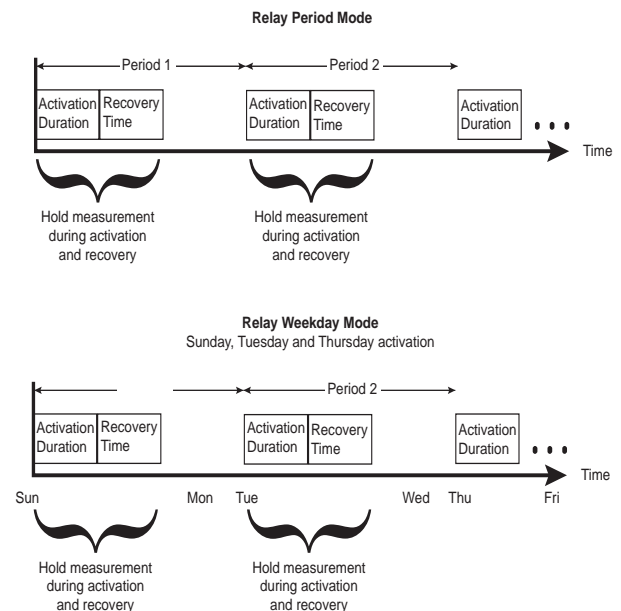 Relay Period Mode
Period 1
Period 2
Activation Duration
Recovery Time
Activation Duration
Recovery Time
Activation Duration
Time
Hold measurement
during activation
and recovery
Hold measurement
during activation
and recovery
Relay Weekday Mode
Sunday, Tuesday and Thursday activation
Period 2
Activation Duration
Recovery Time
Activation Duration
Recovery Time
Activation Duration
Time
Sun
Mon
Tue
Wed
Thu
Fri
Hold measurement
during activation
and recovery
Hold measurement
during activation
and recovery